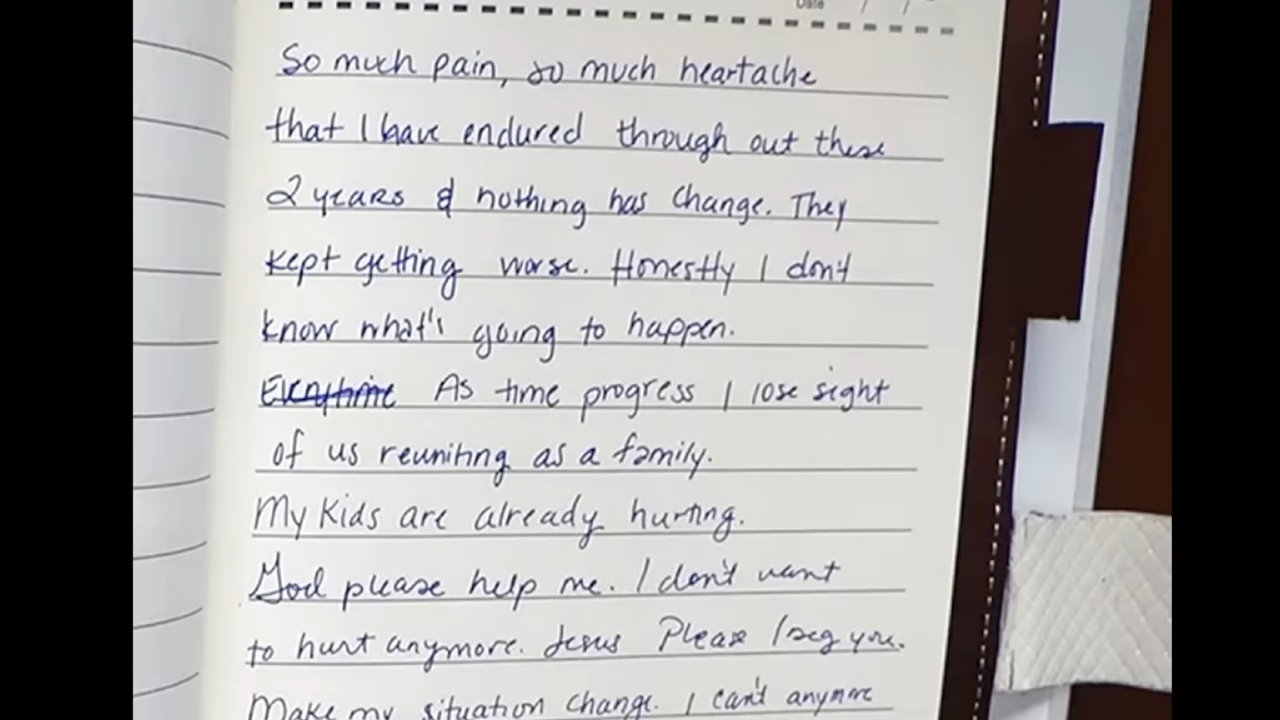 Date / /
So much pain, so much heartache
that I have endured through out these
2 years & nothing has change. They
kept getting worse. Honestly I don't
know what's going to happen.
Everytime As time progress I lose sight
of us reuniting as a family.
My kids are already hurting.
God please help me. I don't want
to hurt anymore. Jesus Please I beg you.
Make my situation change. I can't anymore